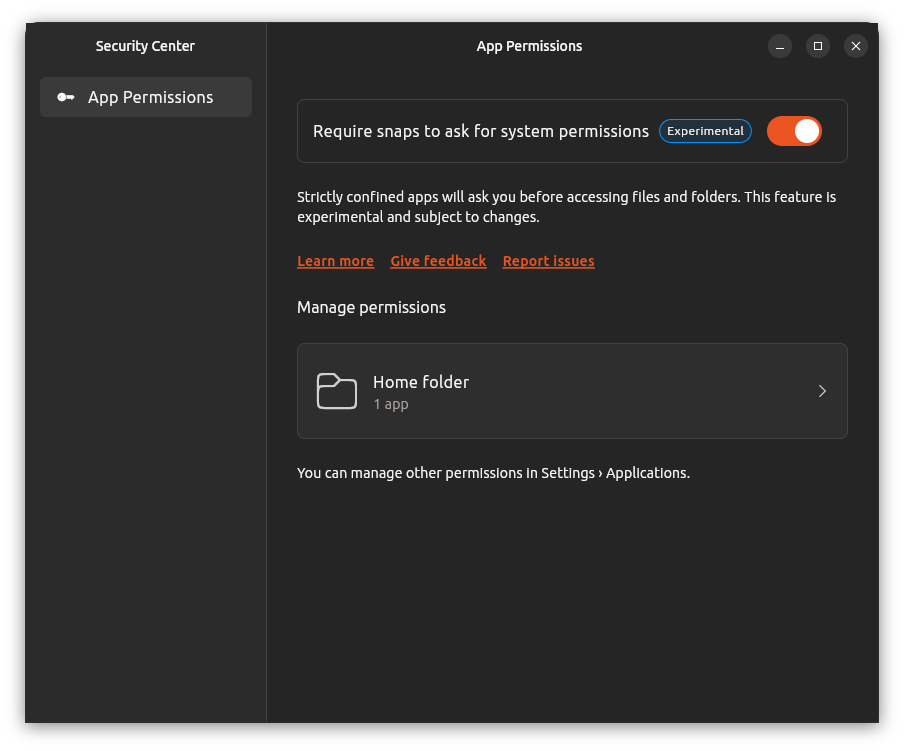 Security Center
App Permissions
App Permissions
Require snaps to ask for system permissions Experimental
Strictly confined apps will ask you before accessing files and folders. This feature is
experimental and subject to changes.
Learn more Give feedback Report issues
Manage permissions
Home folder
1 app
You can manage other permissions in Settings › Applications.